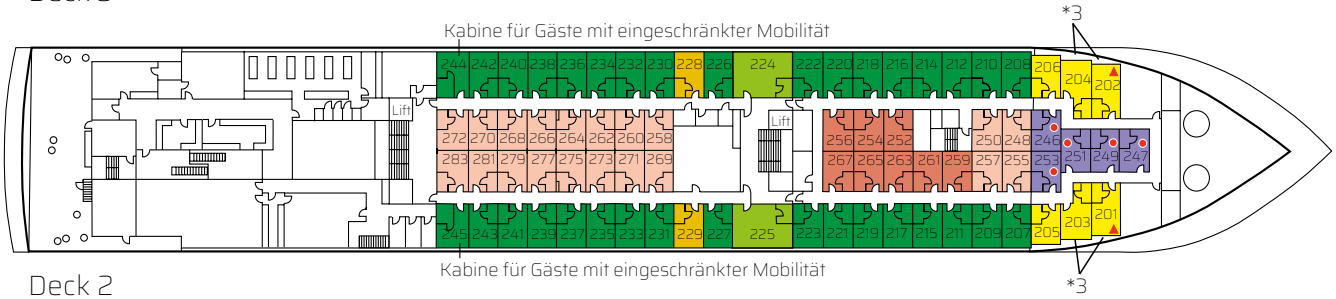 *3
Kabine für Gäste mit eingeschränkter Mobilität
244 242 240 238 236 234 232 230 228 226 224 222 220 218 216 214 212 210 208 206 204 202
Lift Lift
272 270 268 266 264 262 260 258 256 254 252 250 248 246
283 281 279 277 275 273 271 269 267 265 263 261 259 257 255 253 251 249 247
245 243 241 239 237 235 233 231 229 227 225 223 221 219 217 215 211 209 207 205 203 201
Kabine für Gäste mit eingeschränkter Mobilität
*3
Deck 2